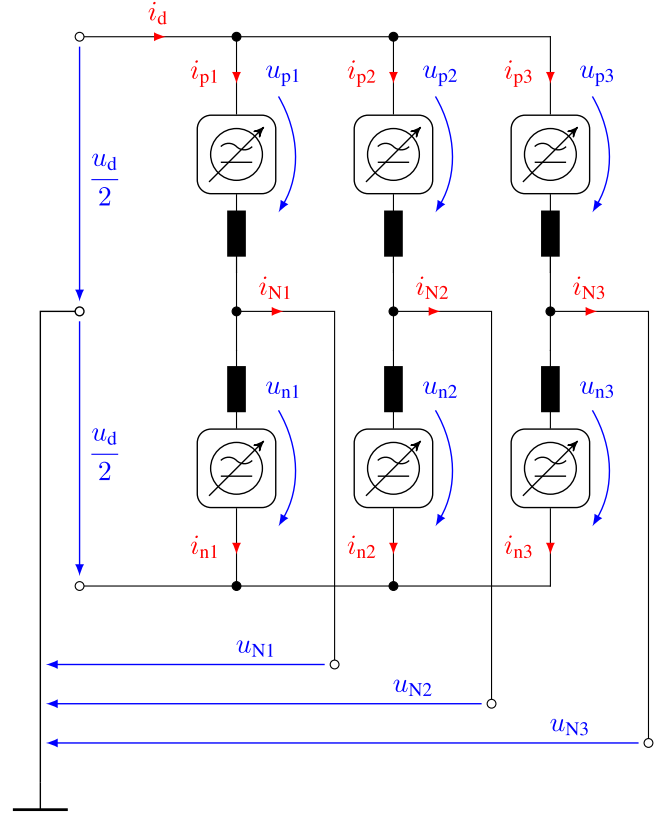 i_d
i_p1 u_p1 i_p2 u_p2 i_p3 u_p3
u_d
2
i_N1 i_N2 i_N3
u_n1 u_n2 u_n3
u_d
2
i_n1 i_n2 i_n3
u_N1
u_N2
u_N3